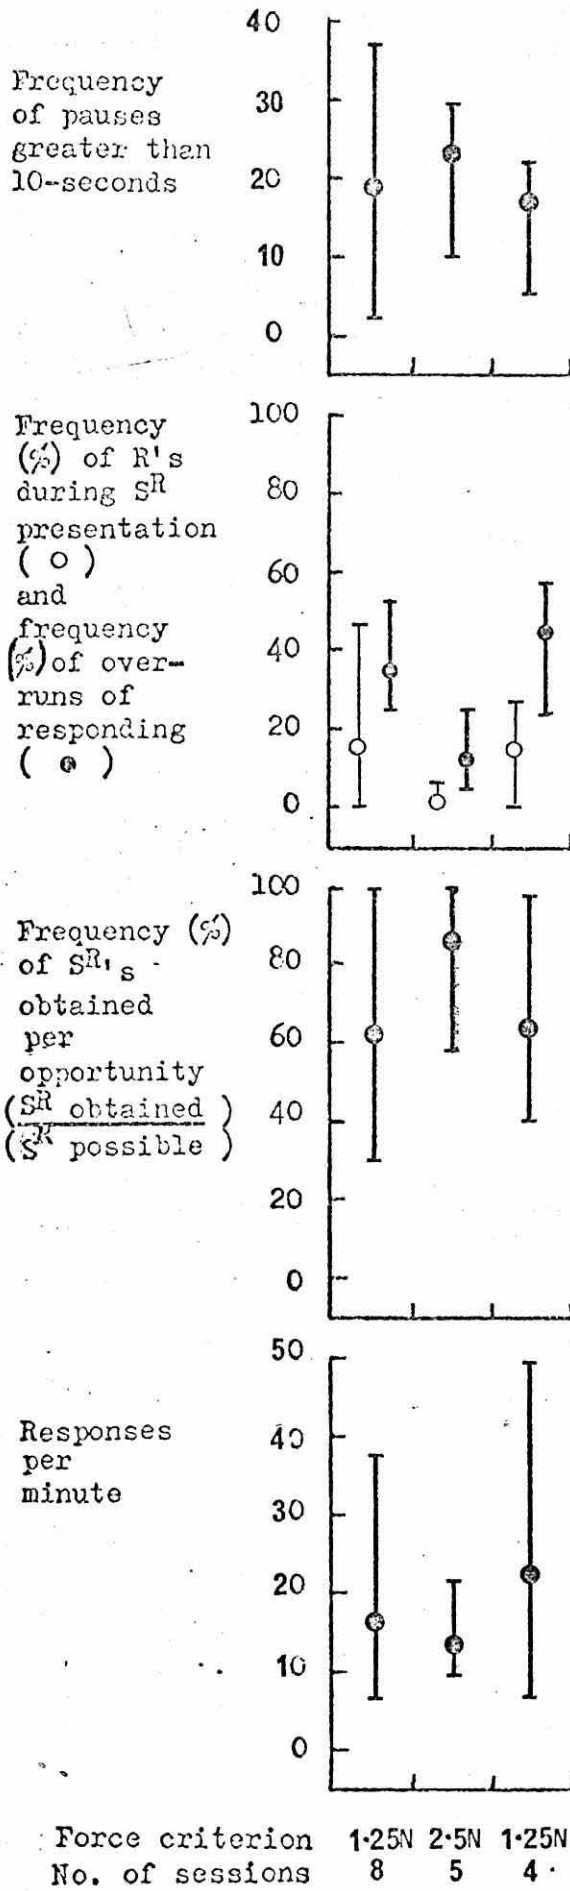 Frequency
of pauses
greater than
10-seconds
40
30
20
10
0
Frequency
(%) of R's
during S^R
presentation
( o )
and
frequency
(%) of over-
runs of
responding
( ● )
100
80
60
40
20
0
Frequency (%)
of S^R's
obtained
per
opportunity
(S^R obtained )
(S^R possible )
100
80
60
40
20
0
Responses
per
minute
50
40
30
20
10
0
Force criterion 1·25N 2·5N 1·25N
No. of sessions 8 5 4